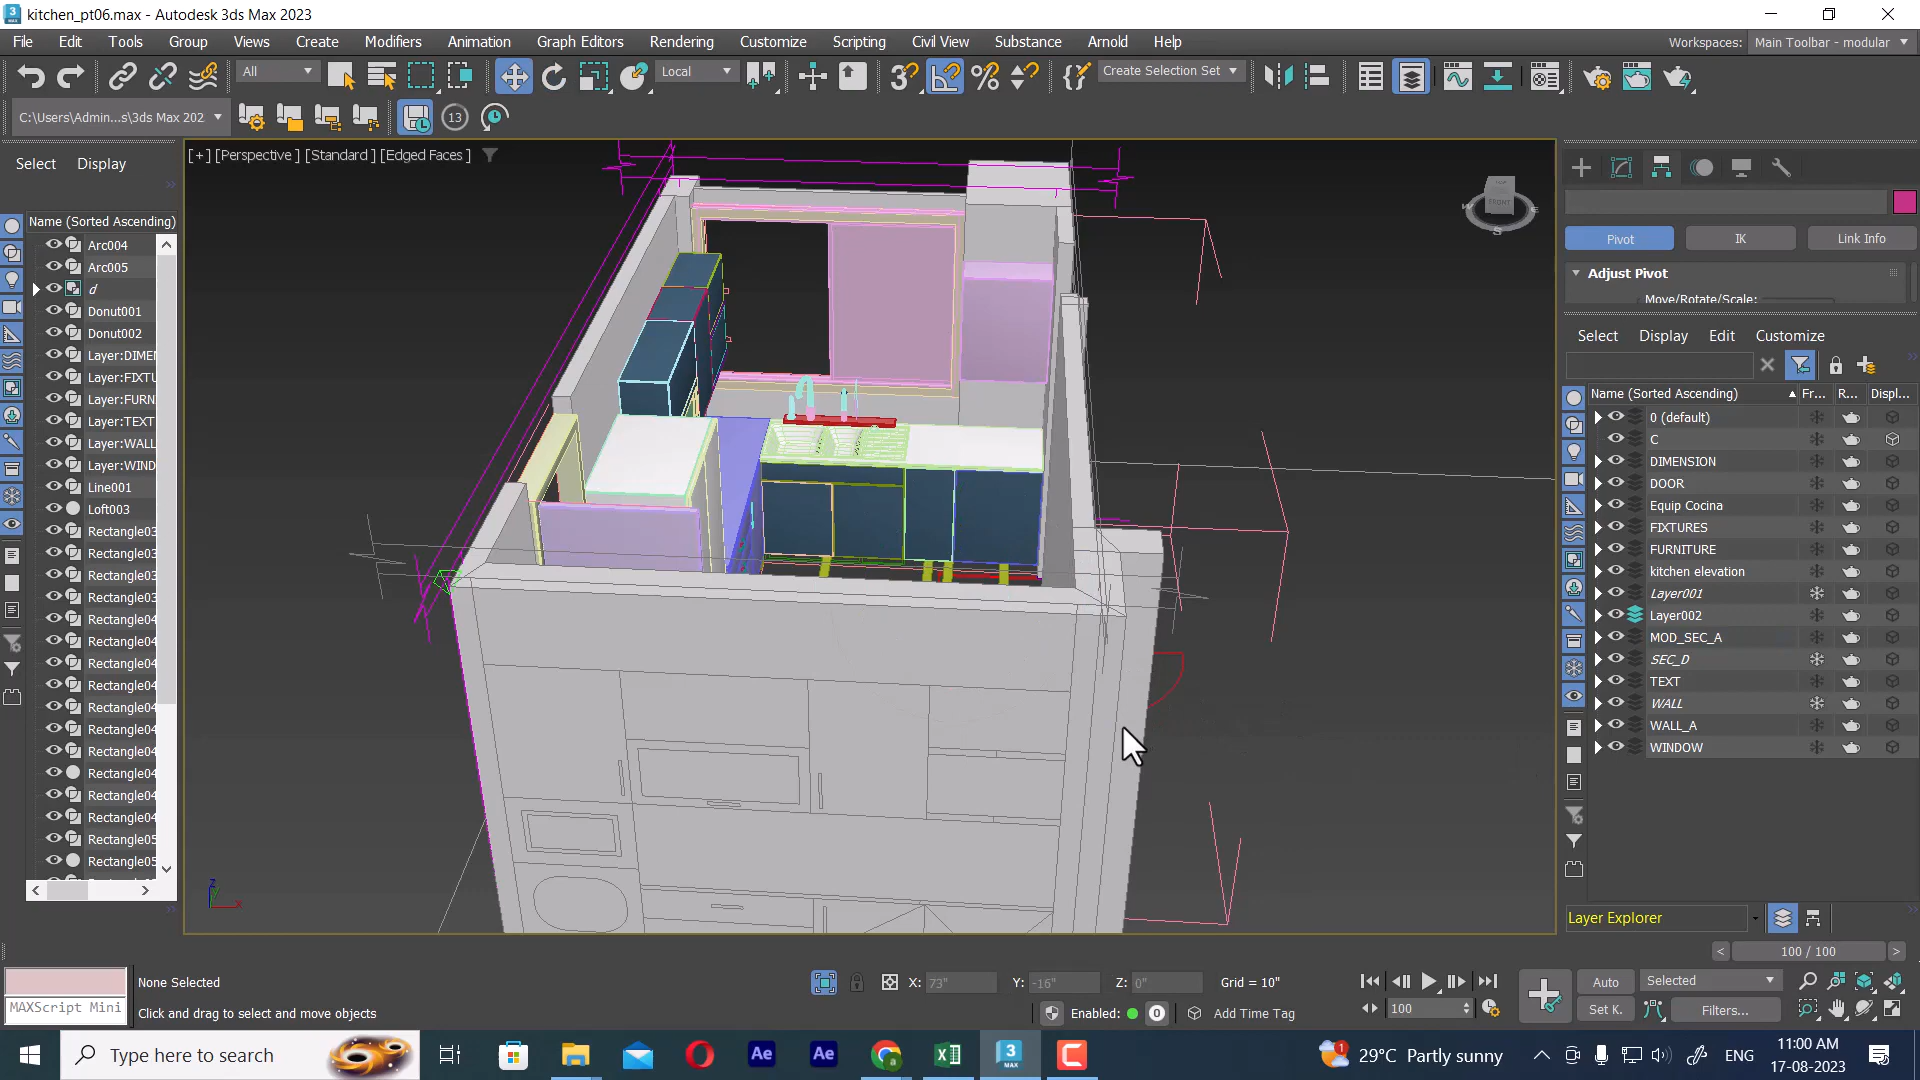 kitchen_pt06.max - Autodesk 3ds Max 2023
File Edit Tools Group Views Create Modifiers Animation Graph Editors Rendering Customize Scripting Civil View Substance Arnold Help
Workspaces: Main Toolbar - modular
All
Local
Create Selection Set
C:\Users\Admin...s\3ds Max 202
13
Select Display
[+] [Perspective ] [Standard ] [Edged Faces ]
FRONT
W E S
Pivot IK Link Info
Adjust Pivot
Move/Rotate/Scale:
Name (Sorted Ascending)
Arc004
Arc005
d
Donut001
Donut002
Layer:DIMEN
Layer:FIXTU
Layer:FURN
Layer:TEXT
Layer:WALL
Layer:WIND
Line001
Loft003
Rectangle03
Rectangle03
Rectangle03
Rectangle03
Rectangle04
Rectangle04
Rectangle04
Rectangle04
Rectangle04
Rectangle04
Rectangle04
Rectangle04
Rectangle04
Rectangle04
Rectangle05
Rectangle05
Select Display Edit Customize
Name (Sorted Ascending) Fr... R... Displ...
0 (default)
C
DIMENSION
DOOR
Equip Cocina
FIXTURES
FURNITURE
kitchen elevation
Layer001
Layer002
MOD_SEC_A
SEC_D
TEXT
WALL
WALL_A
WINDOW
Layer Explorer
z
x
100 / 100
None Selected
X: 73" Y: -16" Z: 0" Grid = 10"
Auto Selected
MAXScript Mini
Click and drag to select and move objects
Enabled: 0 Add Time Tag
100
Set K. Filters...
Type here to search
Ae Ae
3 MAX
29°C Partly sunny
ENG
11:00 AM
17-08-2023